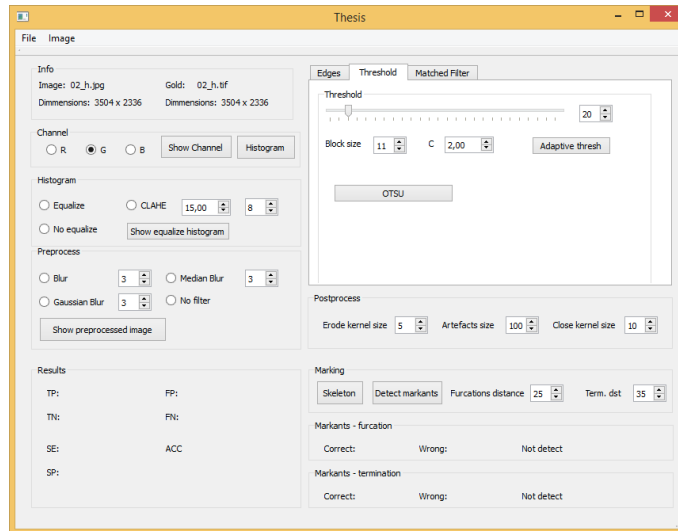 Thesis
File Image
Info
Image: 02_h.jpg Gold: 02_h.tif
Dimmensions: 3504 x 2336 Dimmensions: 3504 x 2336
Channel
R G B Show Channel Histogram
Histogram
Equalize CLAHE 15,00 8
No equalize Show equalize histogram
Preprocess
Blur 3 Median Blur 3
Gaussian Blur 3 No filter
Show preprocessed image
Results
TP: FP:
TN: FN:
SE: ACC
SP:
Edges Threshold Matched Filter
Threshold
20
Block size 11 C 2,00 Adaptive thresh
OTSU
Postprocess
Erode kernel size 5 Artefacts size 100 Close kernel size 10
Marking
Skeleton Detect markants Furcations distance 25 Term. dst 35
Markants - furcation
Correct: Wrong: Not detect
Markants - termination
Correct: Wrong: Not detect